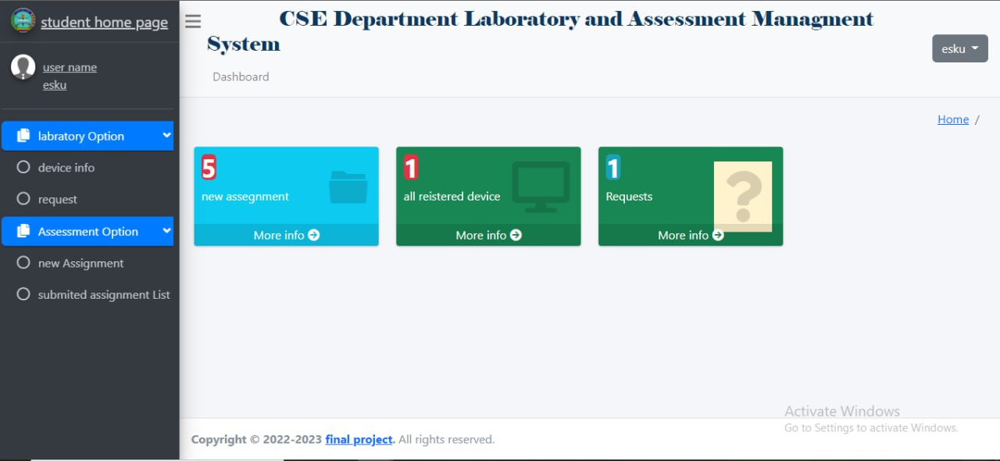 student home page
user name
esku
labratory Option
device info
request
Assessment Option
new Assignment
submited assignment List
CSE Department Laboratory and Assessment Managment
System
esku
Dashboard
Home /
5
new assegnment
More info
1
all reistered device
More info
1
Requests
?
More info
Activate Windows
Go to Settings to activate Windows.
Copyright © 2022-2023 final project. All rights reserved.